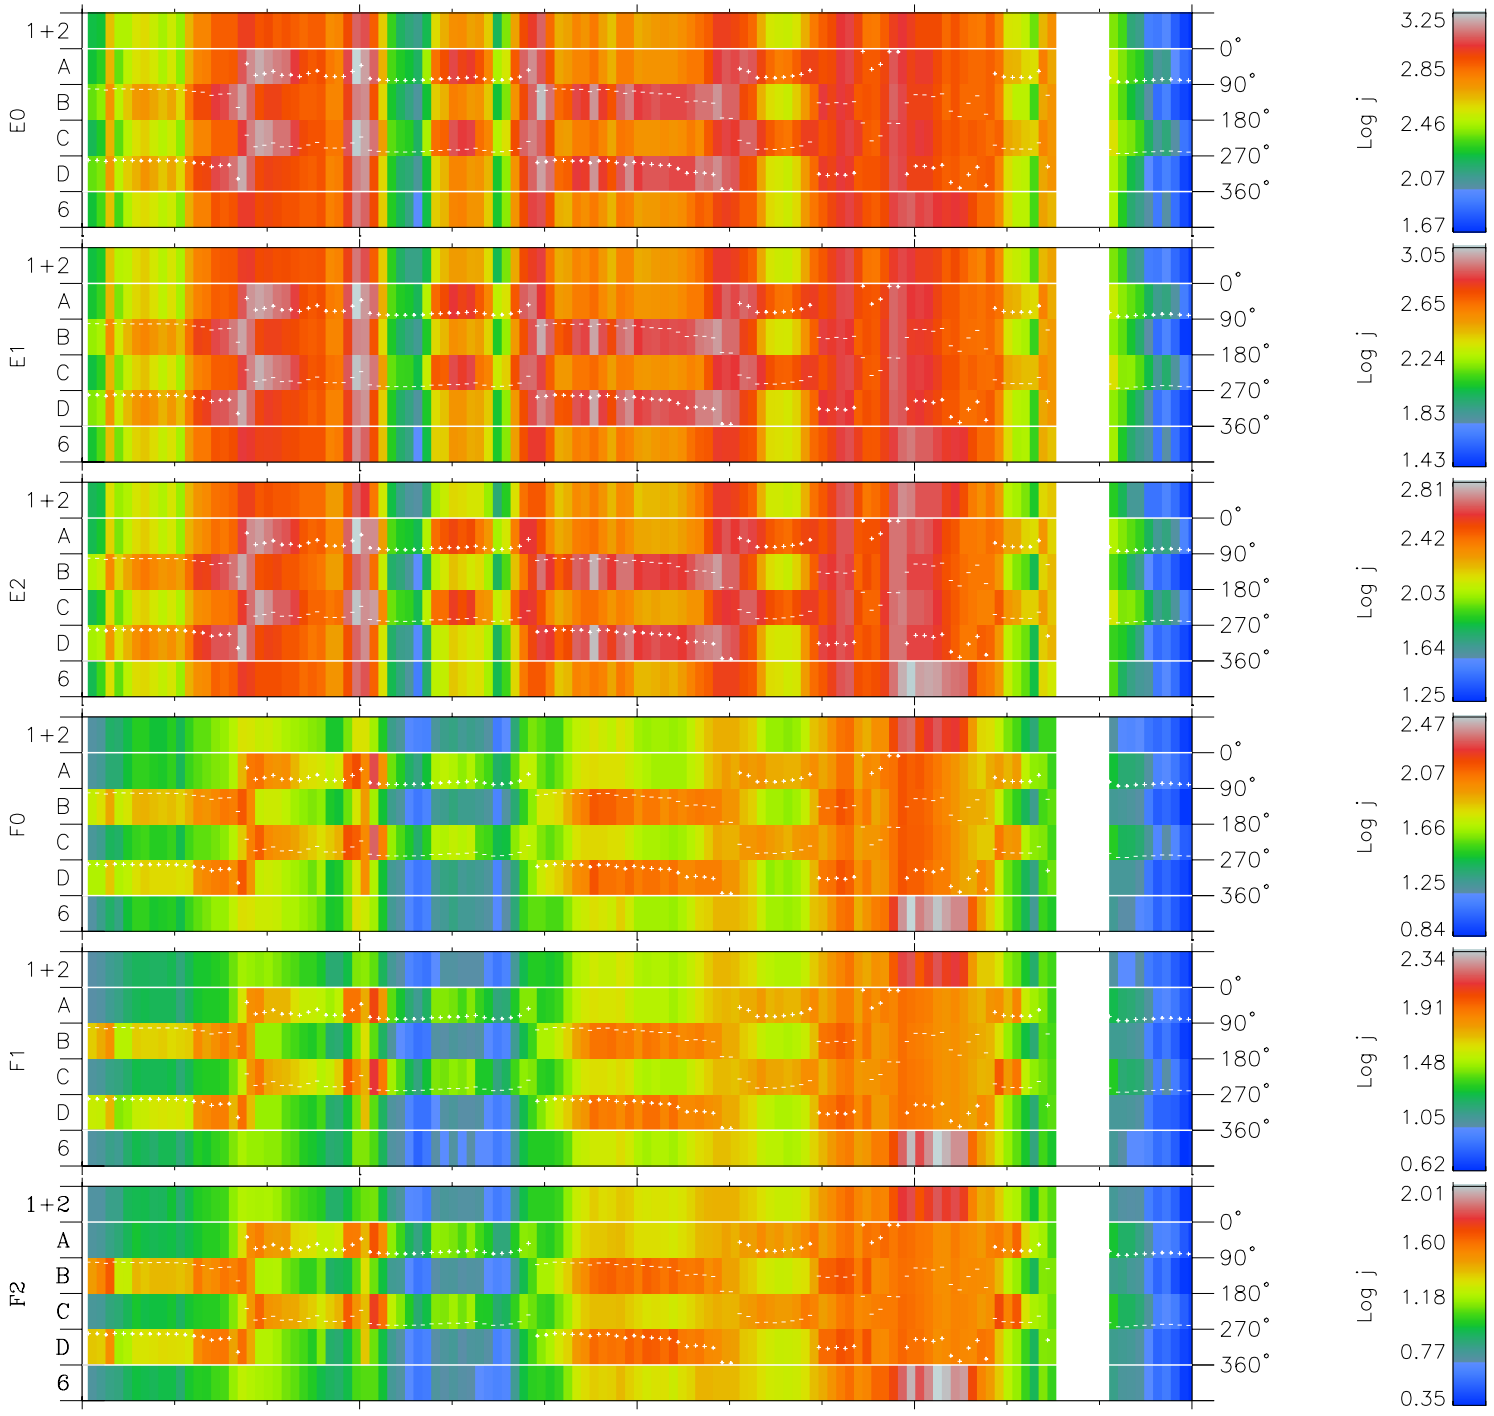 E0
1+2
A
B
C
D
6
0°
90°
180°
270°
360°
Log j
3.25
2.85
2.46
2.07
1.67
E1
1+2
A
B
C
D
6
0°
90°
180°
270°
360°
Log j
3.05
2.65
2.24
1.83
1.43
E2
1+2
A
B
C
D
6
0°
90°
180°
270°
360°
Log j
2.81
2.42
2.03
1.64
1.25
F0
1+2
A
B
C
D
6
0°
90°
180°
270°
360°
Log j
2.47
2.07
1.66
1.25
0.84
F1
1+2
A
B
C
D
6
0°
90°
180°
270°
360°
Log j
2.34
1.91
1.48
1.05
0.62
F2
1+2
A
B
C
D
6
0°
90°
180°
270°
360°
Log j
2.01
1.60
1.18
0.77
0.35